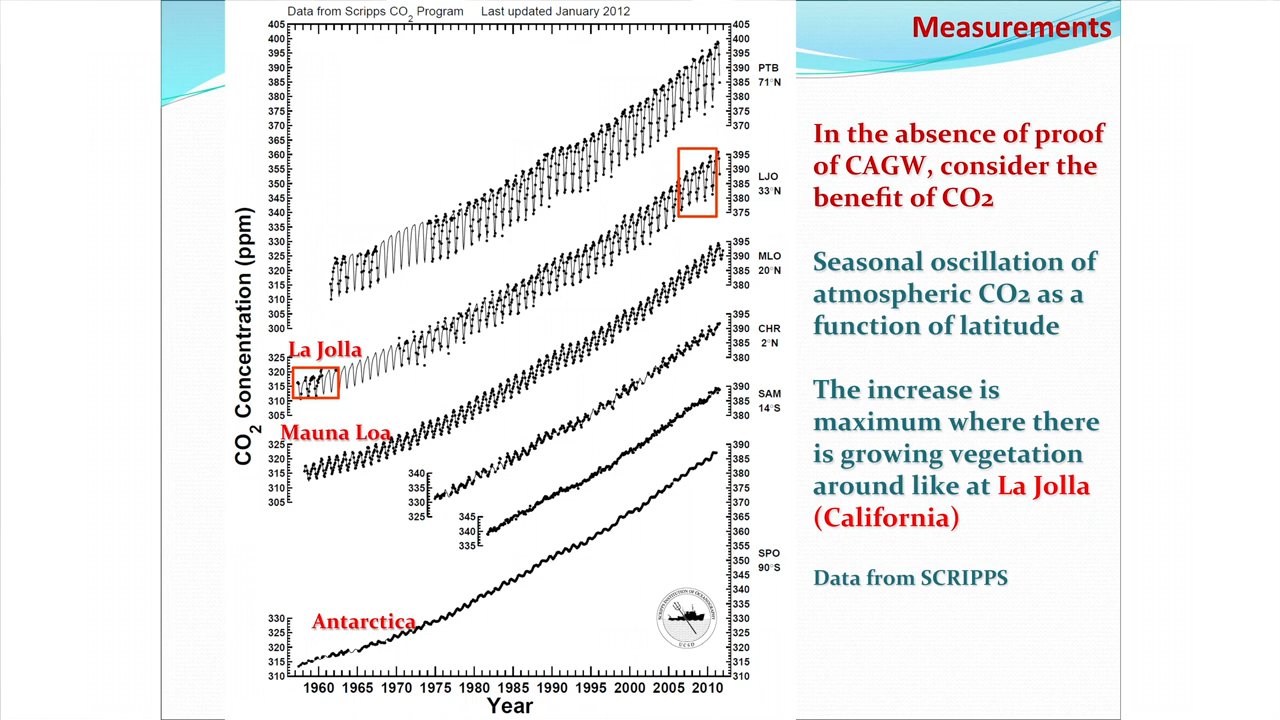 Data from Scripps CO2 Program Last updated January 2012
Measurements
405
400
395
390
385
380
375
370
365
360
355
350
345
340
335
330
325
320
315
310
305
300
405
400
395
390
385
380
375
370
PTB
71°N
395
390
385
380
375
LJO
33°N
395
390
385
380
MLO
20°N
395
390
385
380
CHR
2°N
390
380
SAM
14°S
390
385
380
375
370
365
360
355
350
345
340
335
330
325
320
315
310
SPO
90°S
La Jolla
325
320
315
310
305
Mauna Loa
325
320
315
310
305
340
335
330
325
345
340
335
Antarctica
330
325
320
315
310
CO2 Concentration (ppm)
1960 1965 1970 1975 1980 1985 1990 1995 2000 2005 2010
Year
SCRIPPS INSTITUTION OF OCEANOGRAPHY
UCSD
In the absence of proof
of CAGW, consider the
benefit of CO2
Seasonal oscillation of
atmospheric CO2 as a
function of latitude
The increase is
maximum where there
is growing vegetation
around like at La Jolla
(California)
Data from SCRIPPS